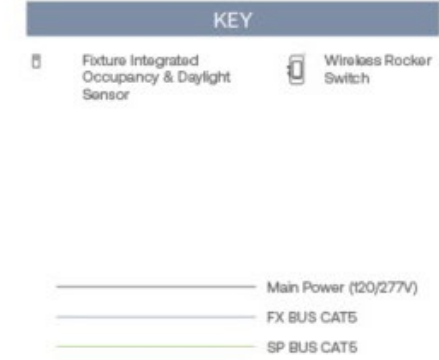 KEY
Fixture Integrated
Occupancy & Daylight
Sensor
Wireless Rocker
Switch
Main Power (120/277V)
FX BUS CAT5
SP BUS CAT5